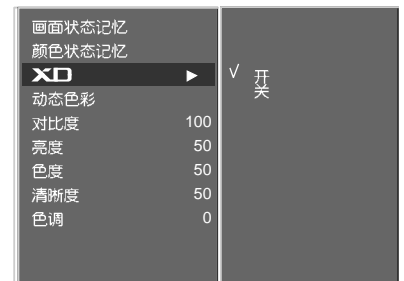 画面状态记忆
颜色状态记忆
XD ▶
动态色彩
对比度 100
亮度 50
色度 50
清晰度 50
色调 0
√ 开
关